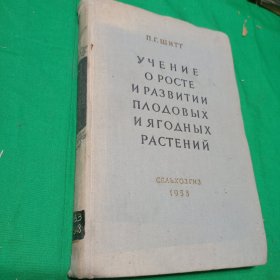 П.Г.ШИТТ
УЧЕНИЕ
О РОСТЕ
И РАЗВИТИИ
ПЛОДОВЫХ
И ЯГОДНЫХ
РАСТЕНИЙ
СЕЛЬХОЗГИЗ
1958